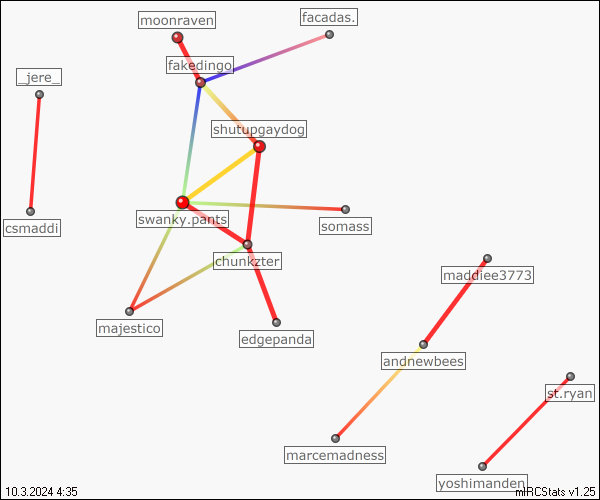 moonraven
facadas.
fakedingo
_jere_
shutupgaydog
swanky.pants
somass
csmaddi
chunkzter
maddiee3773
majestico
edgepanda
andnewbees
st.ryan
marcemadness
yoshimanden
10.3.2024 4:35
mIRCStats v1.25